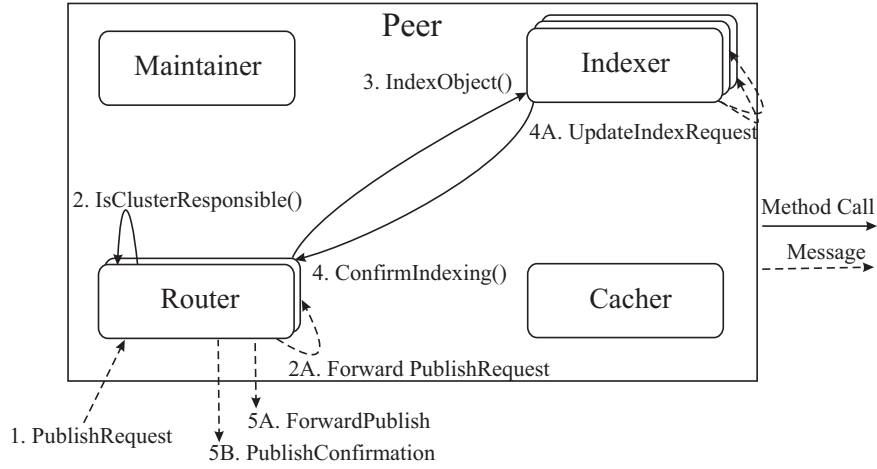 Peer
Maintainer
Indexer
3. IndexObject()
4A. UpdateIndexRequest
2. IsClusterResponsible()
Method Call
Message
4. ConfirmIndexing()
Router
Cacher
2A. Forward PublishRequest
5A. ForwardPublish
1. PublishRequest
5B. PublishConfirmation